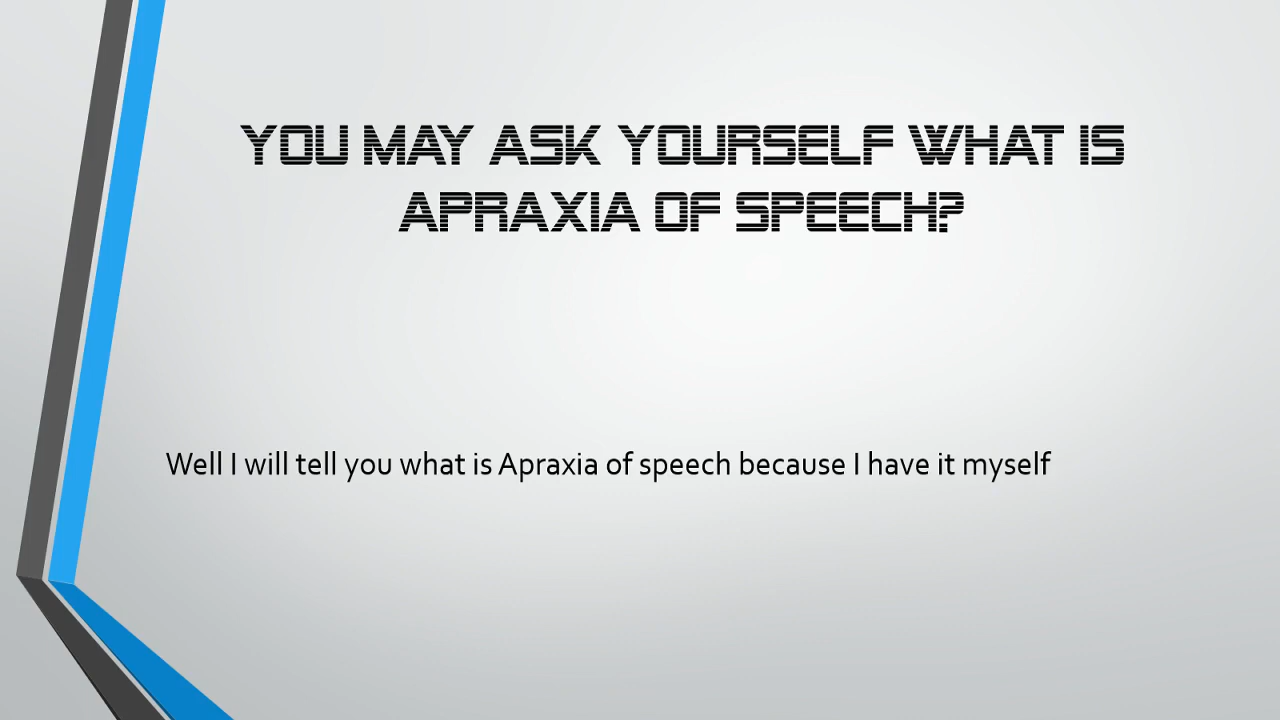 YOU MAY ASK YOURSELF WHAT IS
APRAXIA OF SPEECH?
Well I will tell you what is Apraxia of speech because I have it myself